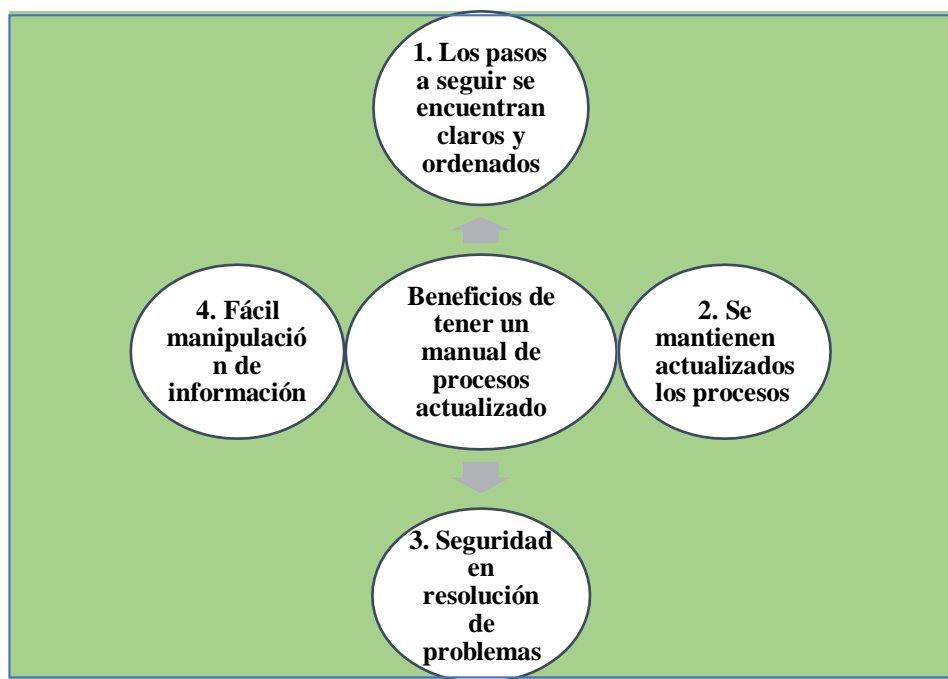 1. Los pasos
a seguir se
encuentran
claros y
ordenados
4. Fácil
manipulació
n de
información
Beneficios de
tener un
manual de
procesos
actualizado
2. Se
mantienen
actualizados
los procesos
3. Seguridad
en
resolución
de
problemas